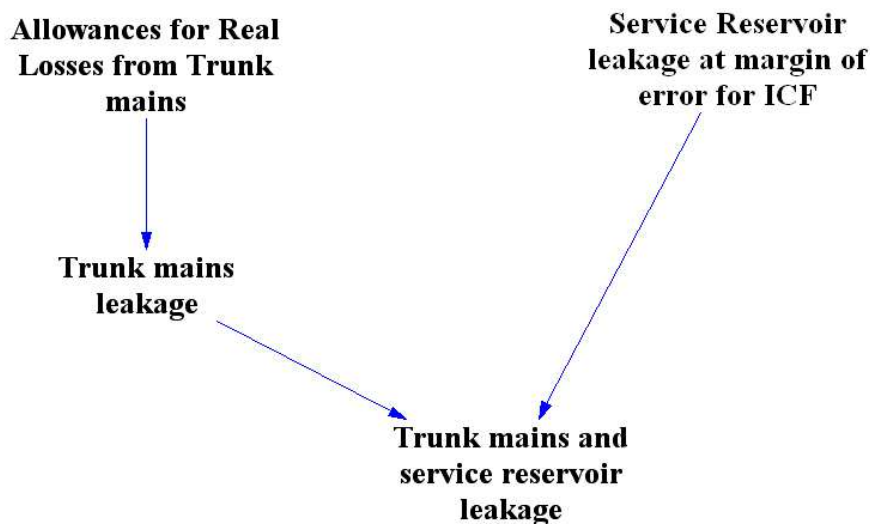 Allowances for Real
Losses from Trunk
mains
Service Reservoir
leakage at margin of
error for ICF
Trunk mains
leakage
Trunk mains and
service reservoir
leakage